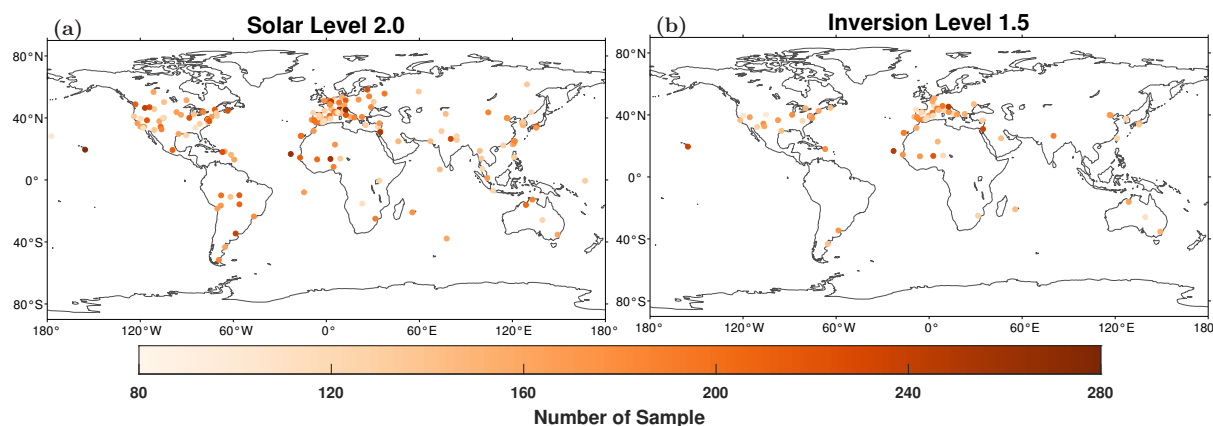 (a) Solar Level 2.0
(b) Inversion Level 1.5
80°N
40°N
0°
40°S
80°S
180° 120°W 60°W 0° 60°E 120°E 180°
80°N
40°N
0°
40°S
80°S
180° 120°W 60°W 0° 60°E 120°E 180
80 120 160 200 240 280
Number of Sample